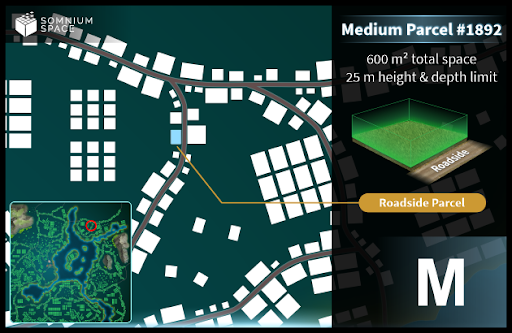 SOMNIUM
SPACE
Medium Parcel #1892
600 m² total space
25 m height & depth limit
Roadside
Roadside Parcel
M